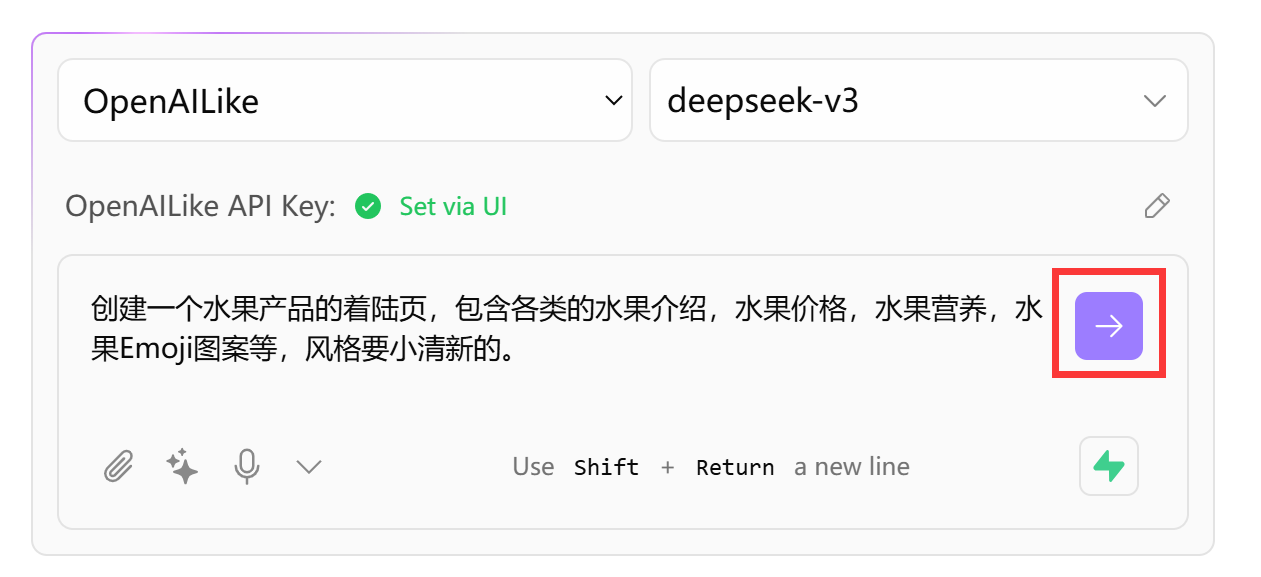 OpenAILike
deepseek-v3
OpenAILike API Key: Set via UI
创建一个水果产品的着陆页，包含各类的水果介绍，水果价格，水果营养，水
果Emoji图案等，风格要小清新的。
Use Shift + Return a new line